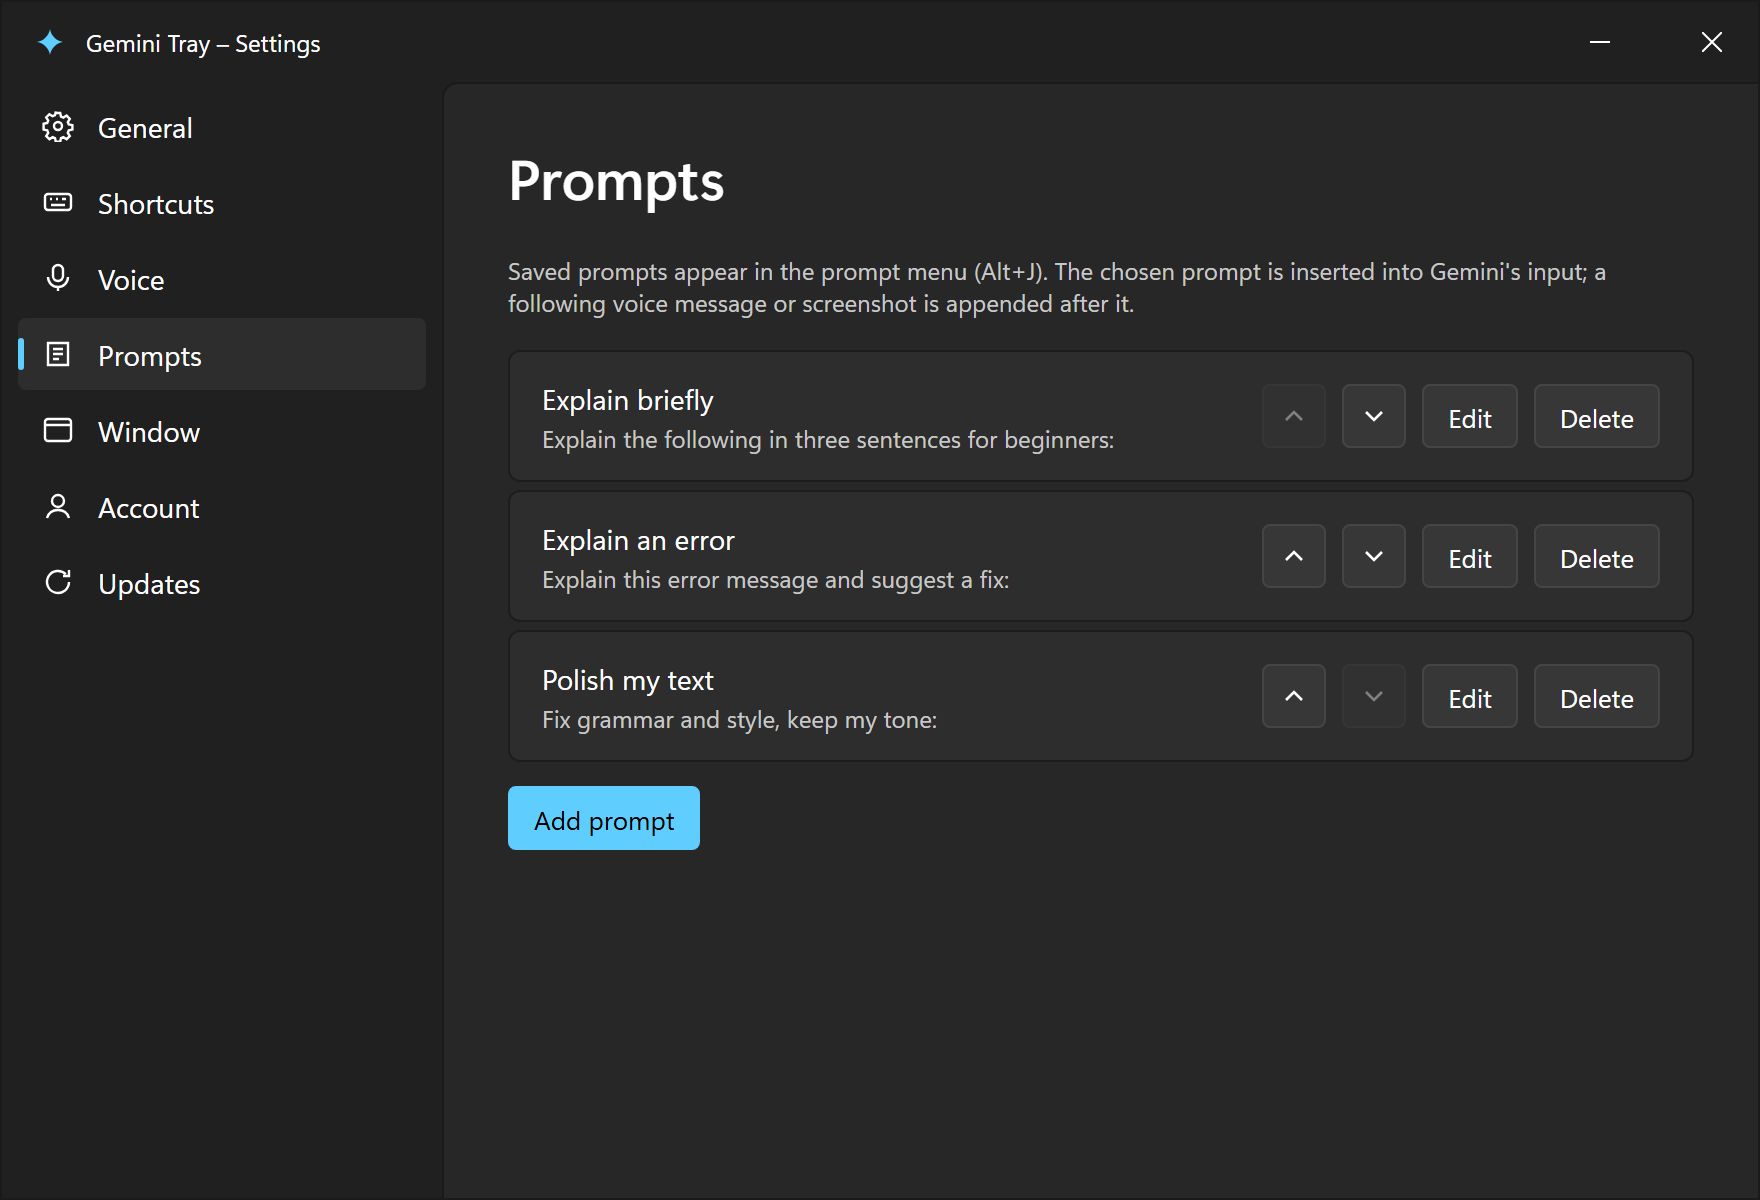 Gemini Tray – Settings
General
Shortcuts
Voice
Prompts
Window
Account
Updates
Prompts
Saved prompts appear in the prompt menu (Alt+J). The chosen prompt is inserted into Gemini's input; a
following voice message or screenshot is appended after it.
Explain briefly
Explain the following in three sentences for beginners:
Edit
Delete
Explain an error
Explain this error message and suggest a fix:
Edit
Delete
Polish my text
Fix grammar and style, keep my tone:
Edit
Delete
Add prompt